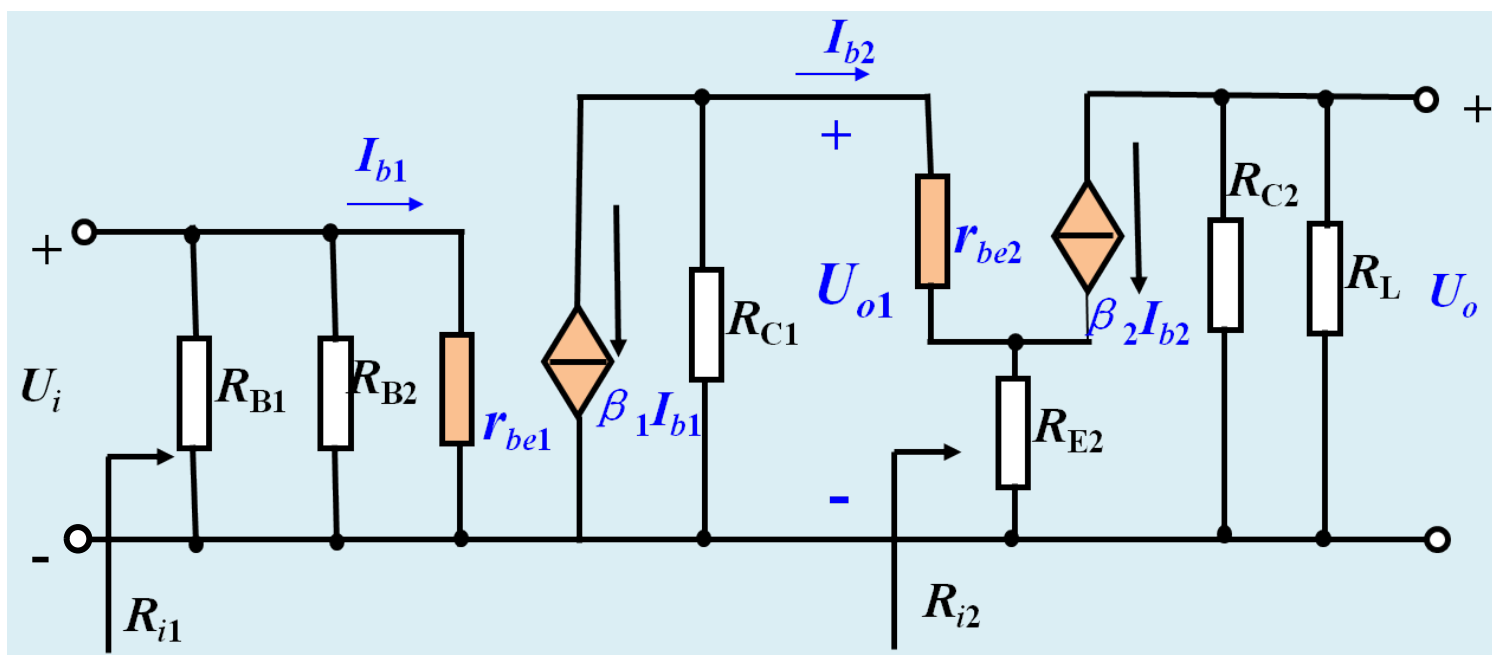 I_b2
+
+
I_b1
R_C2
+
r_be2
U_o1
R_L
U_o
R_C1
β_2I_b2
U_i
R_B1
R_B2
β_1I_b1
r_be1
R_E2
-
-
R_i1
R_i2